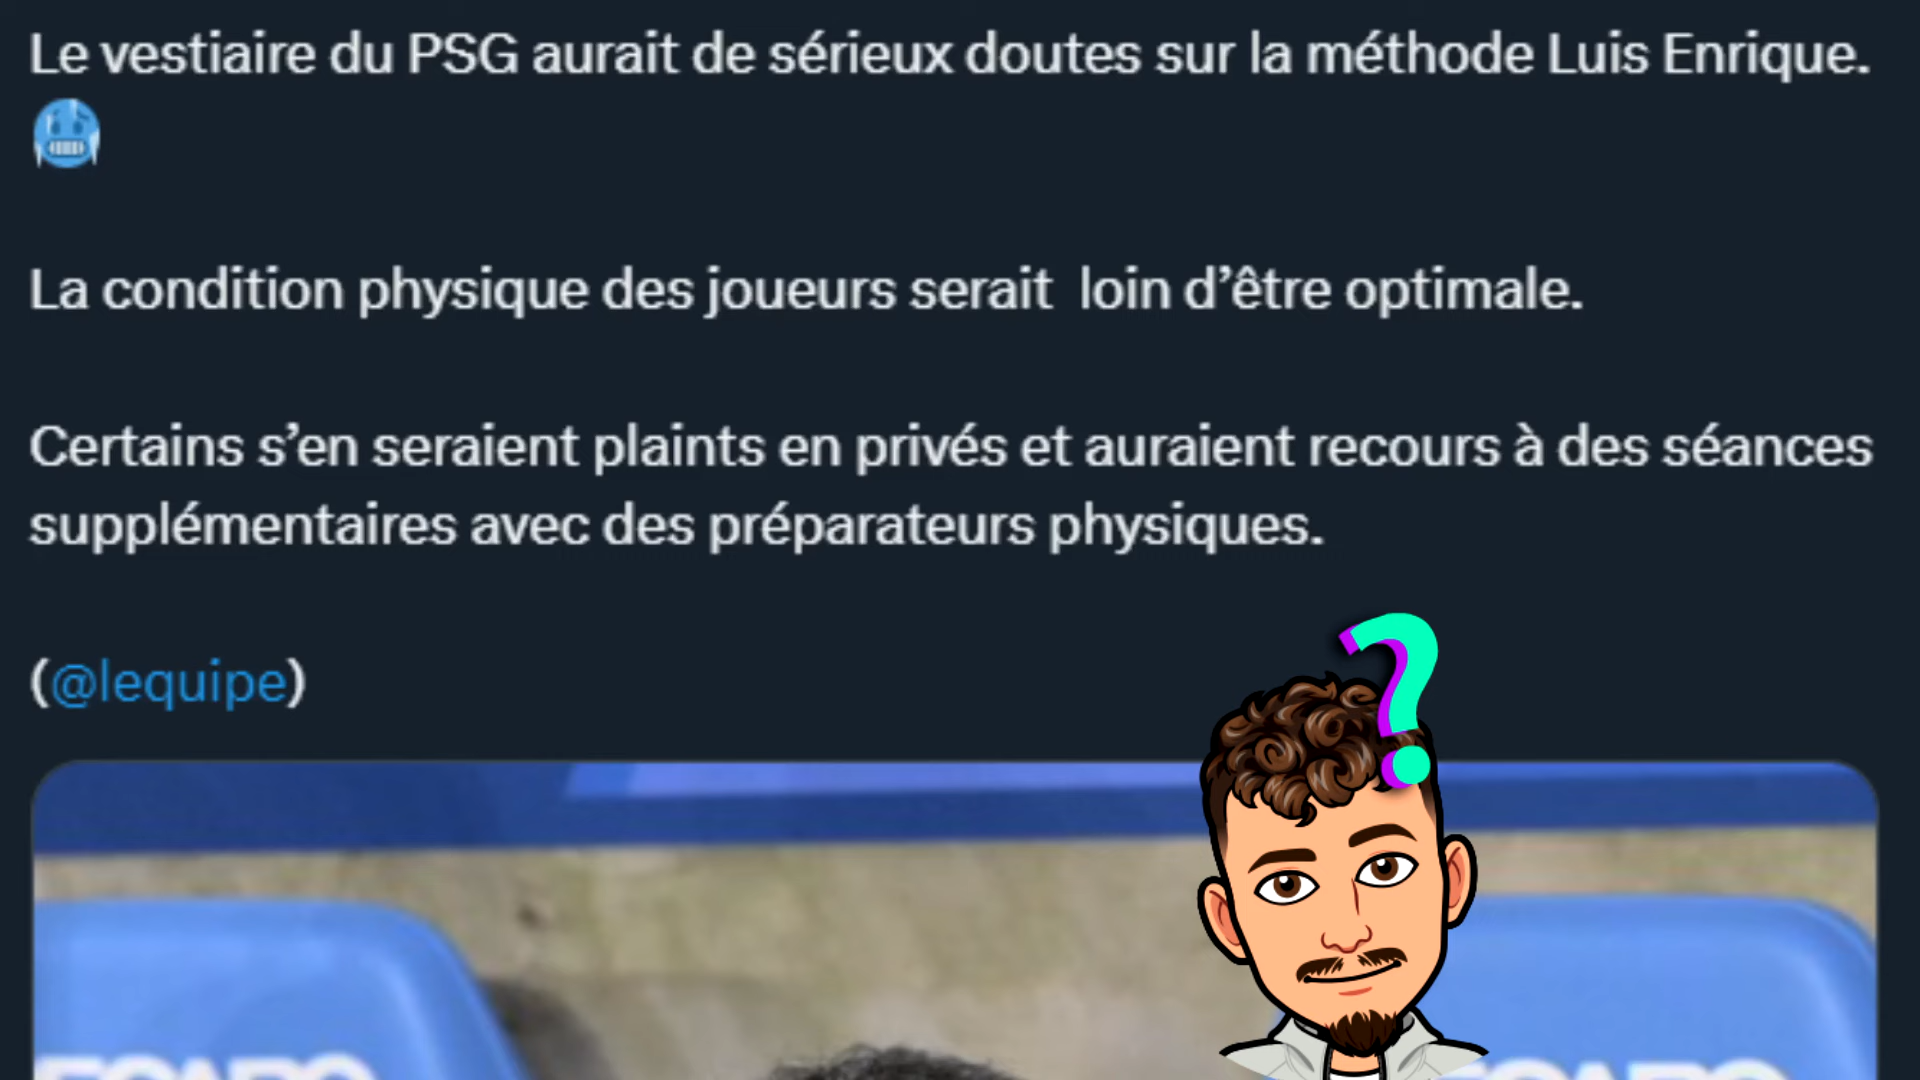 Le vestiaire du PSG aurait de sérieux doutes sur la méthode Luis Enrique.
🥶
La condition physique des joueurs serait  loin d’être optimale.
Certains s’en seraient plaints en privés et auraient recours à des séances
supplémentaires avec des préparateurs physiques.
(@lequipe)
?